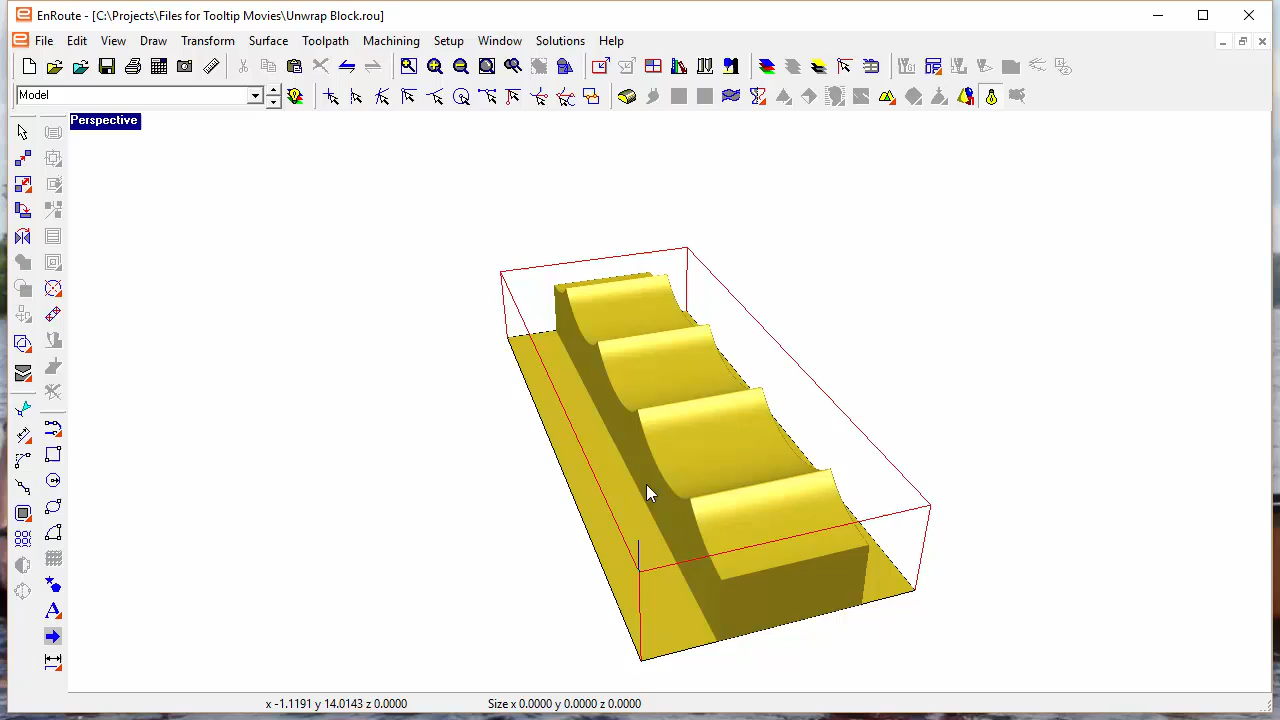 EnRoute - [C:\Projects\Files for Tooltip Movies\Unwrap Block.rou]
File Edit View Draw Transform Surface Toolpath Machining Setup Window Solutions Help
Model
Perspective
x -1.1191 y 14.0143 z 0.0000 Size x 0.0000 y 0.0000 z 0.0000